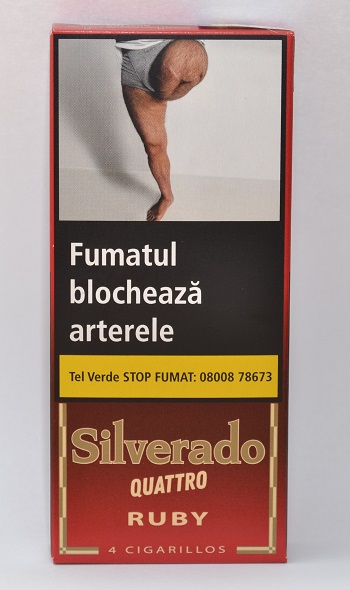 Fumatul
blochează
arterele
Tel Verde STOP FUMAT: 08008 78673
Silverado
QUATTRO
RUBY
4 CIGARILLOS